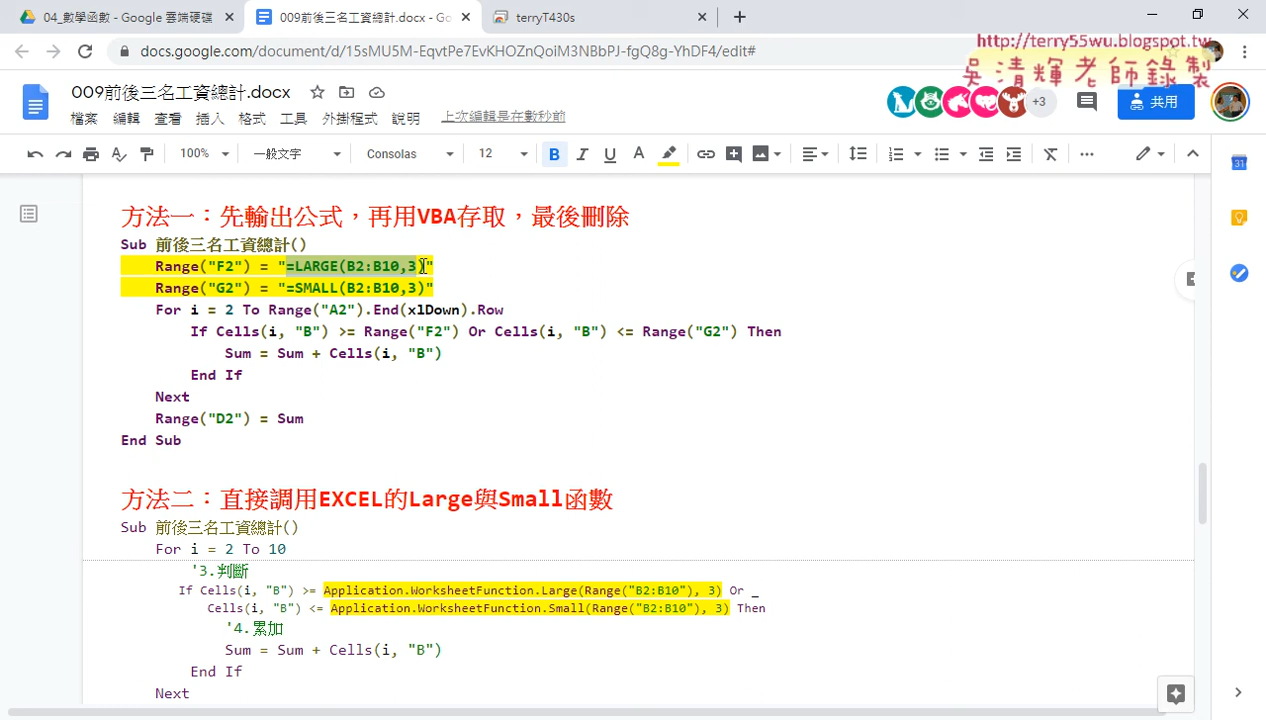 04_數學函數 - Google 雲端硬碟
009前後三名工資總計.docx - Go
terryT430s
docs.google.com/document/d/15sMU5M-EqvtPe7EvKHOZnQoiM3NBbPJ-fgQ8g-YhDF4/edit#
http://terry55wu.blogspot.tw
吳清輝老師錄製
009前後三名工資總計.docx
+3
共用
檔案 編輯 查看 插入 格式 工具 外掛程式 說明 上次編輯是在數秒前
100% 一般文字 Consolas 12 B I U A
31
方法一：先輸出公式，再用VBA存取，最後刪除
Sub 前後三名工資總計()
Range("F2") = "=LARGE(B2:B10,3)"
Range("G2") = "=SMALL(B2:B10,3)"
For i = 2 To Range("A2").End(xlDown).Row
If Cells(i, "B") >= Range("F2") Or Cells(i, "B") <= Range("G2") Then
Sum = Sum + Cells(i, "B")
End If
Next
Range("D2") = Sum
End Sub
方法二：直接調用EXCEL的Large與Small函數
Sub 前後三名工資總計()
For i = 2 To 10
'3.判斷
If Cells(i, "B") >= Application.WorksheetFunction.Large(Range("B2:B10"), 3) Or _
Cells(i, "B") <= Application.WorksheetFunction.Small(Range("B2:B10"), 3) Then
'4.累加
Sum = Sum + Cells(i, "B")
End If
Next